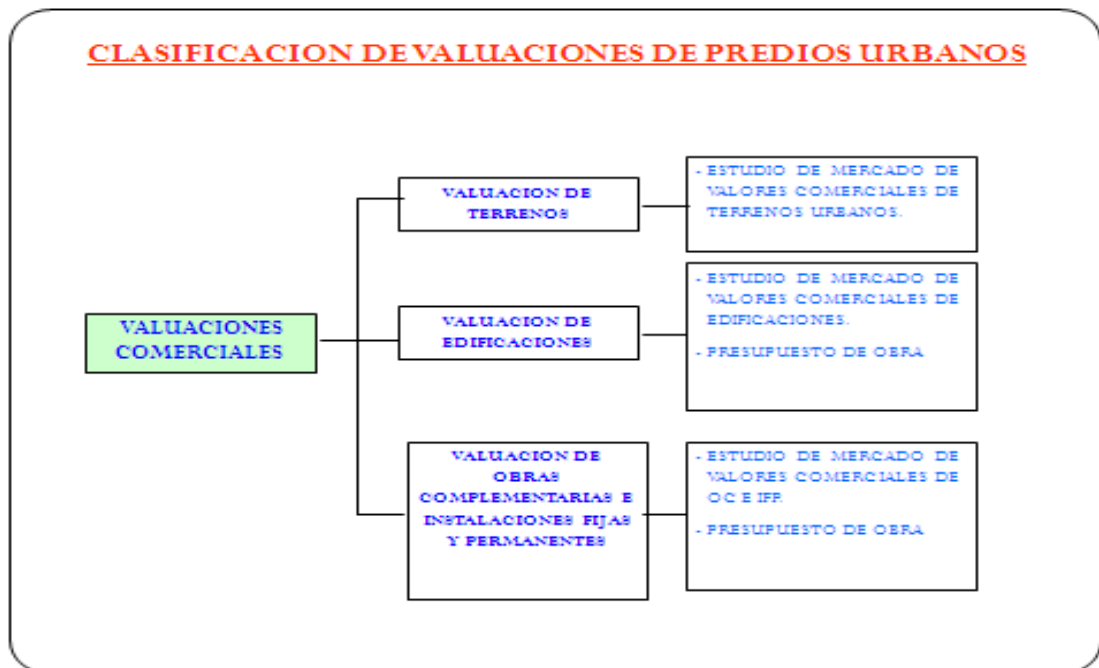 CLASIFICACION DE VALUACIONES DE PREDIOS URBANOS
VALUACIONES
COMERCIALES
VALUACION DE
TERRENOS
- ESTUDIO DE MERCADO DE
VALORES COMERCIALES DE
TERRENOS URBANOS.
VALUACION DE
EDIFICACIONES
- ESTUDIO DE MERCADO DE
VALORES COMERCIALES DE
EDIFICACIONES.
- PRESUPUESTO DE OBRA
VALUACION DE
OBRAS
COMPLEMENTARIAS E
INSTALACIONES FIJAS
Y PERMANENTES
- ESTUDIO DE MERCADO DE
VALORES COMERCIALES DE
OC E IFP.
- PRESUPUESTO DE OBRA